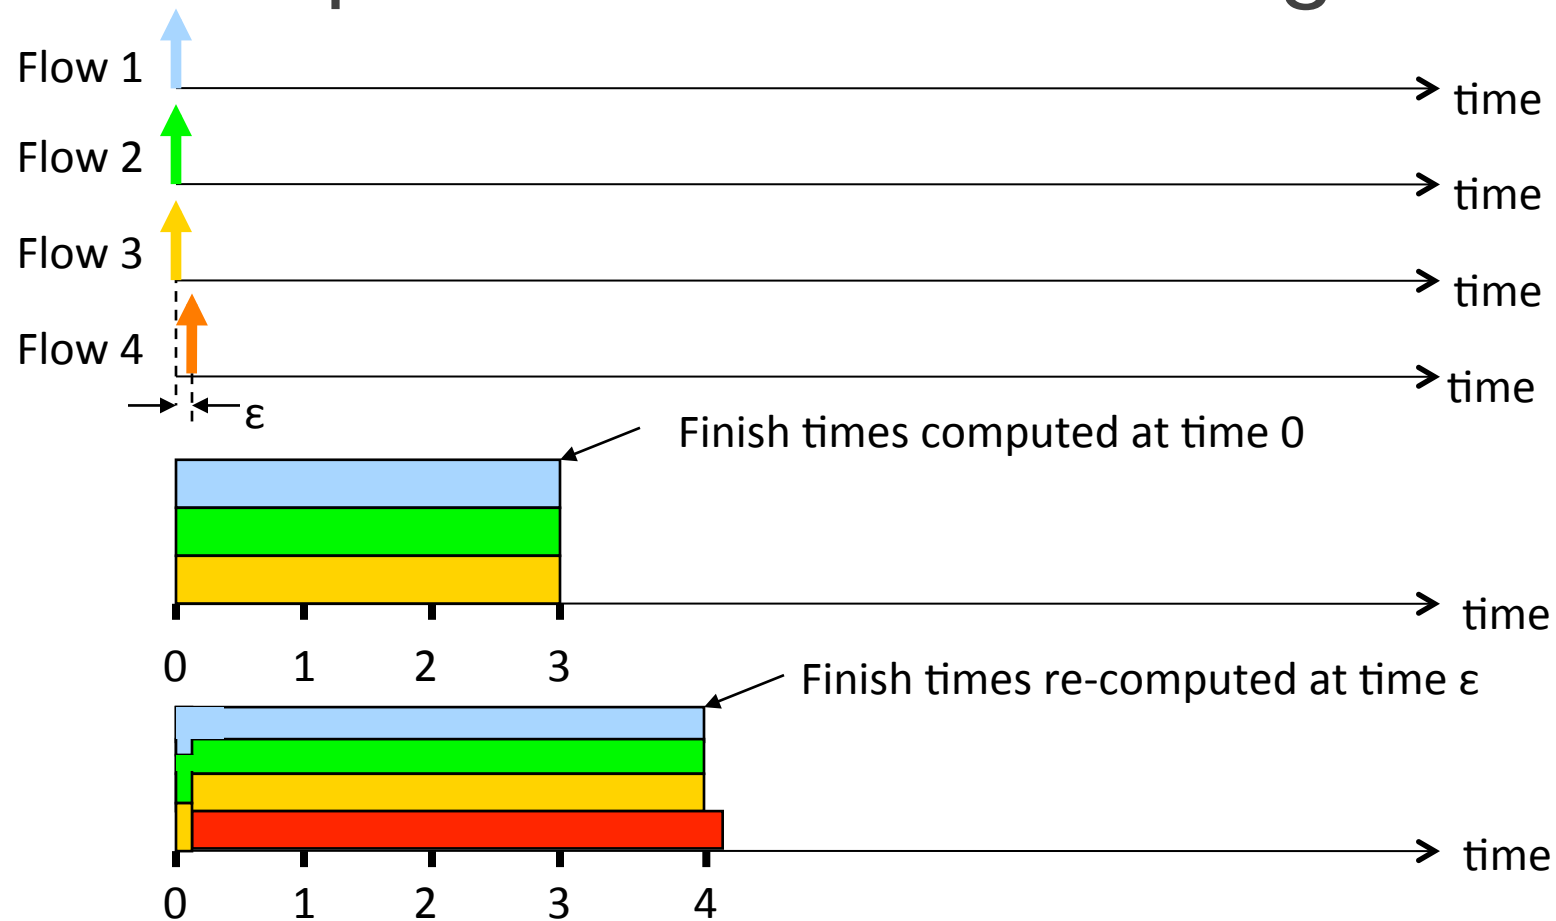 Flow 1
time
Flow 2
time
Flow 3
time
Flow 4
time
ε
Finish times computed at time 0
time
0 1 2 3
Finish times re-computed at time ε
time
0 1 2 3 4